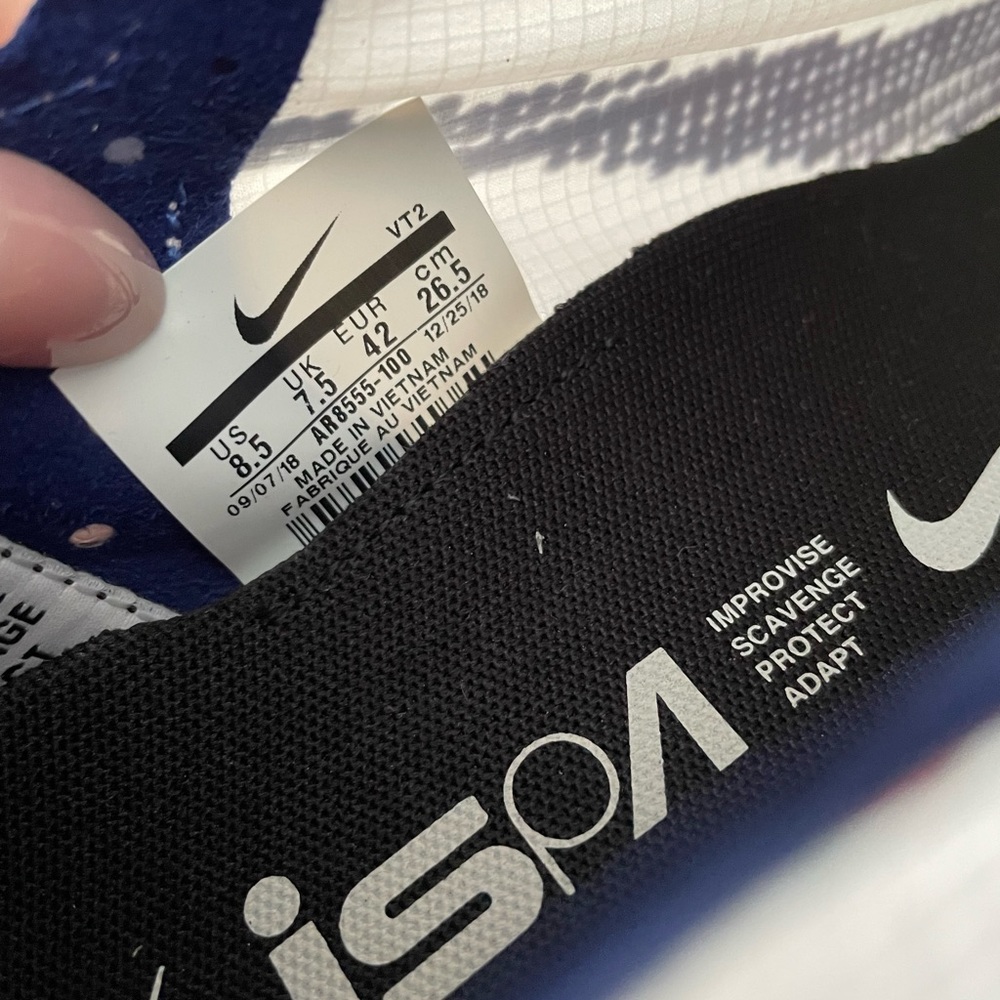 VT2
US UK EUR cm
8.5 7.5 42 26.5
09/07/18 AR8555-100 12/25/18
MADE IN VIETNAM
FABRIQUE AU VIETNAM
IMPROVISE
SCAVENGE
PROTECT
ADAPT
ISPA